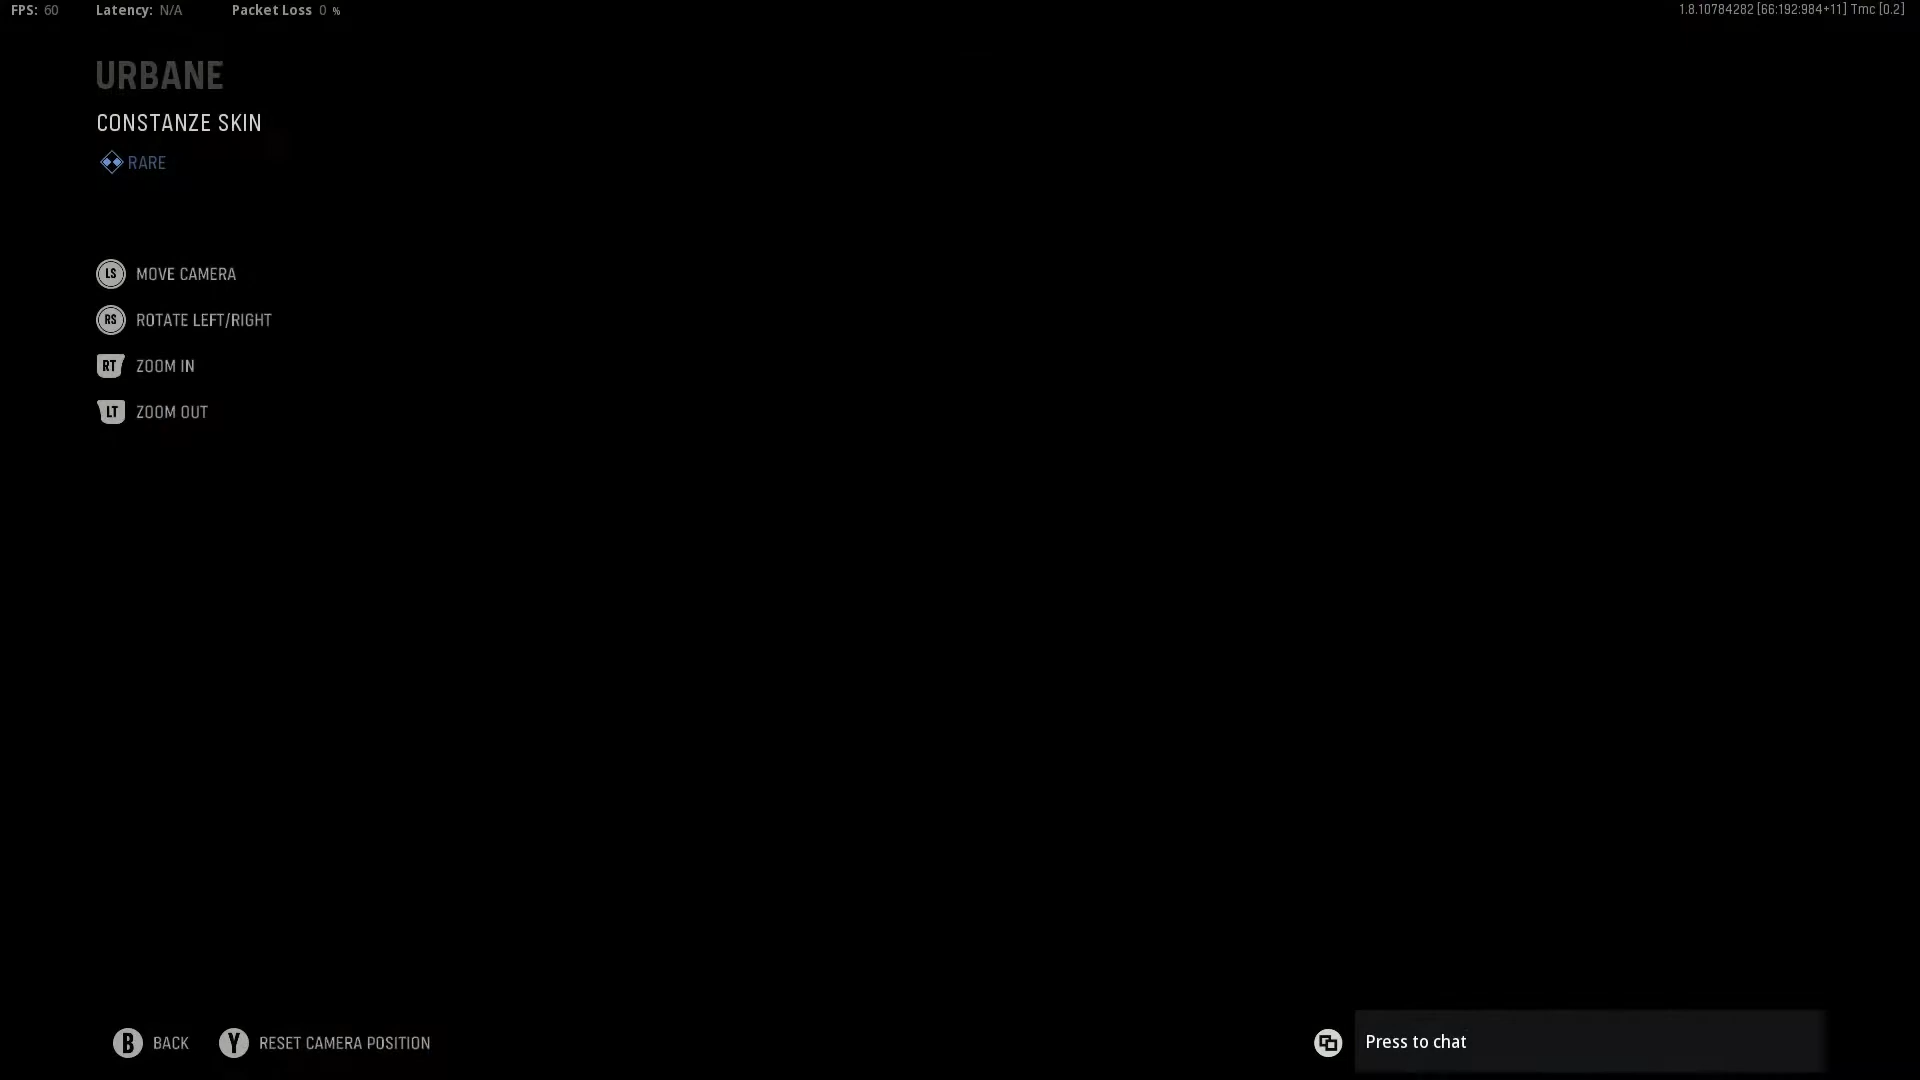 FPS: 60 Latency: N/A Packet Loss 0 %
1.8.10784282 [66:192:984+11] Tmc [0.2]
URBANE
CONSTANZE SKIN
RARE
LS MOVE CAMERA
RS ROTATE LEFT/RIGHT
RT ZOOM IN
LT ZOOM OUT
B BACK Y RESET CAMERA POSITION
Press to chat